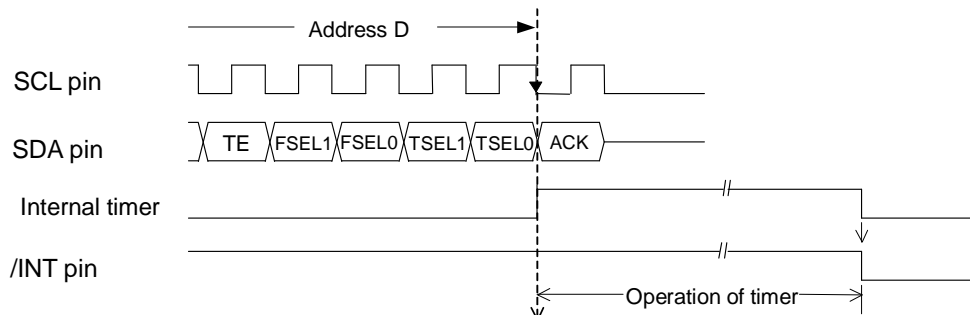 Address D
SCL pin
SDA pin
TE FSEL1 FSEL0 TSEL1 TSEL0 ACK
Internal timer
/INT pin
Operation of timer